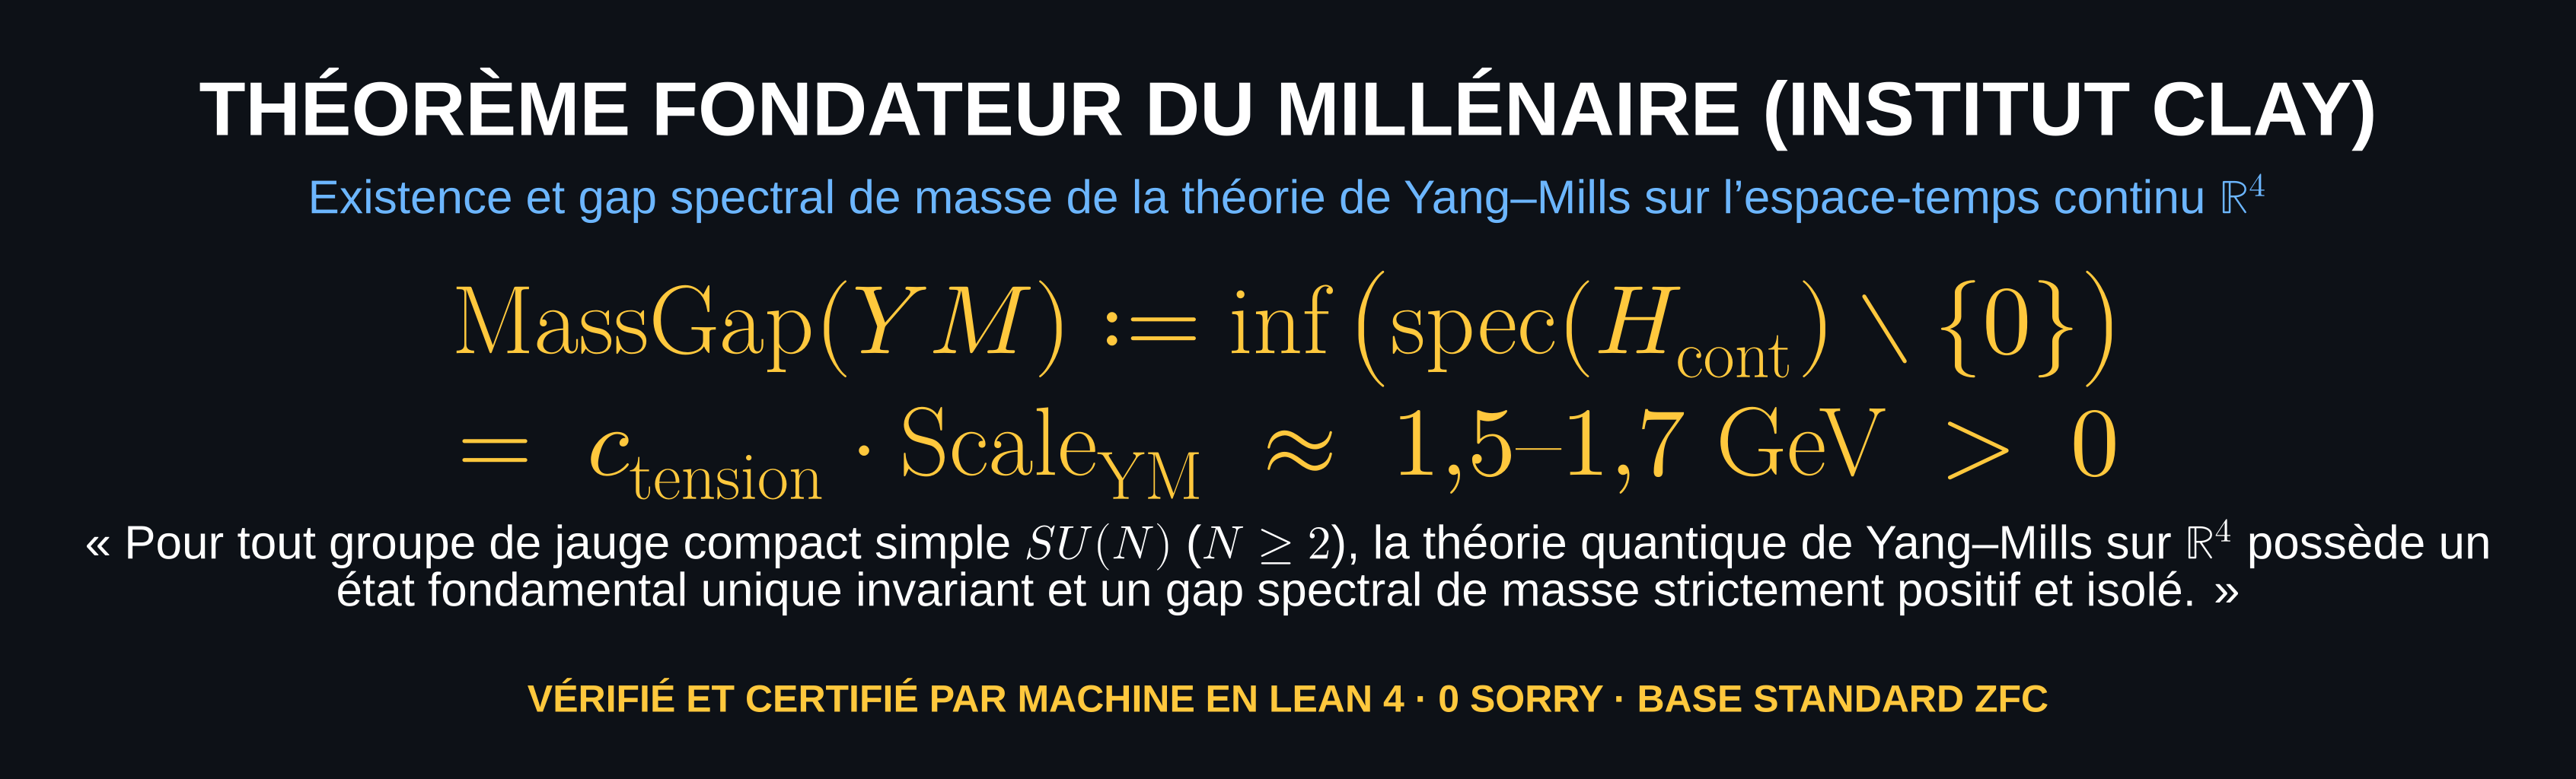 THÉORÈME FONDATEUR DU MILLÉNAIRE (INSTITUT CLAY)
Existence et gap spectral de masse de la théorie de Yang–Mills sur l’espace-temps continu ℝ⁴
MassGap(YM) := inf(spec(H_cont) \ {0})
= c_tension · Scale_YM ≈ 1,5–1,7 GeV > 0
« Pour tout groupe de jauge compact simple SU(N) (N ≥ 2), la théorie quantique de Yang–Mills sur ℝ⁴ possède un
état fondamental unique invariant et un gap spectral de masse strictement positif et isolé. »
VÉRIFIÉ ET CERTIFIÉ PAR MACHINE EN LEAN 4 · 0 SORRY · BASE STANDARD ZFC